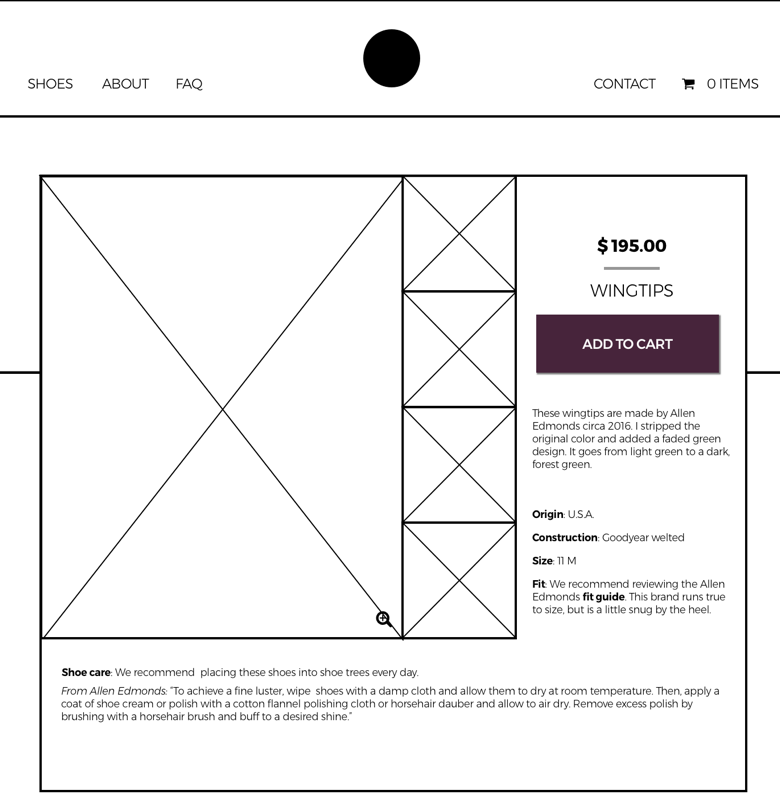 SHOES ABOUT FAQ CONTACT 0 ITEMS
$ 195.00
WINGTIPS
ADD TO CART
These wingtips are made by Allen
Edmonds circa 2016. I stripped the
original color and added a faded green
design. It goes from light green to a dark,
forest green.
Origin: U.S.A.
Construction: Goodyear welted
Size: 11 M
Fit: We recommend reviewing the Allen
Edmonds fit guide. This brand runs true
to size, but is a little snug by the heel.
Shoe care: We recommend placing these shoes into shoe trees every day.
From Allen Edmonds: "To achieve a fine luster, wipe shoes with a damp cloth and allow them to dry at room temperature. Then, apply a
coat of shoe cream or polish with a cotton flannel polishing cloth or horsehair dauber and allow to air dry. Remove excess polish by
brushing with a horsehair brush and buff to a desired shine."